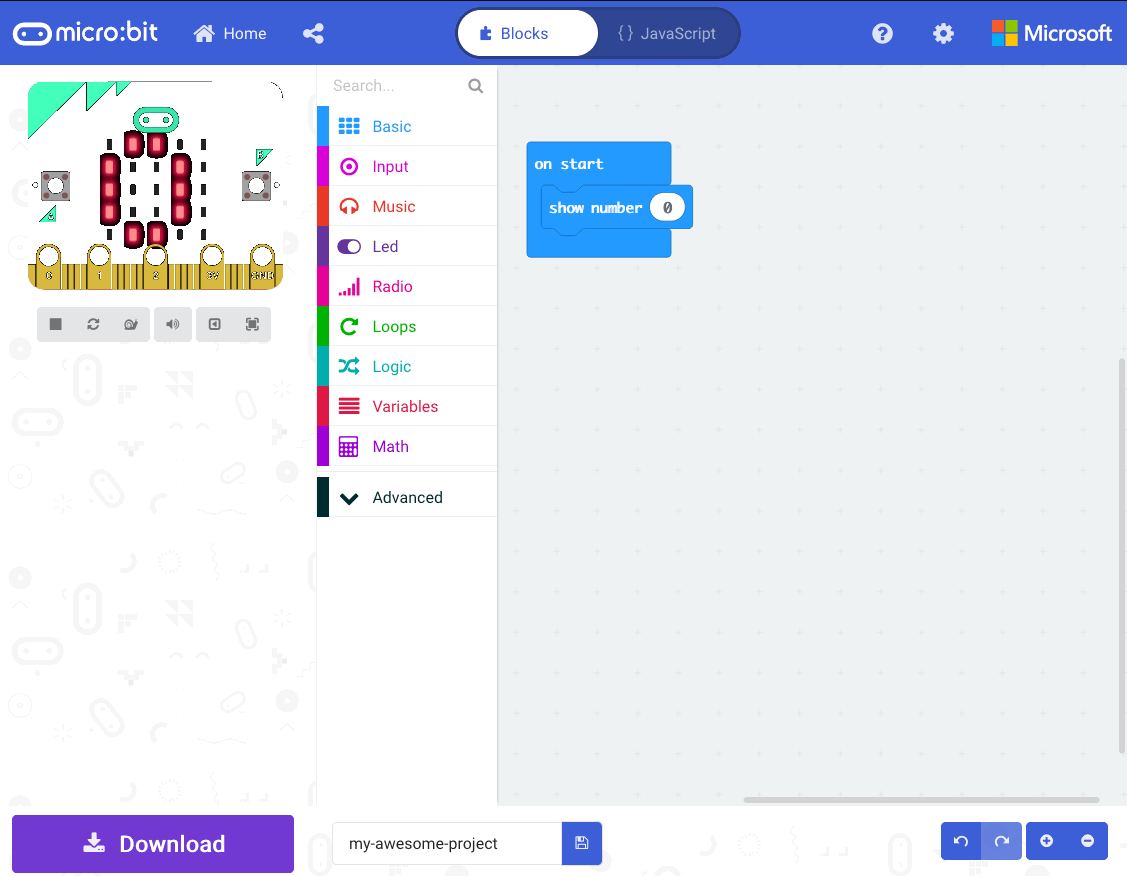 micro:bit
Home
Blocks
{ } JavaScript
Microsoft
Search...
Basic
Input
Music
Led
Radio
Loops
Logic
Variables
Math
Advanced
on start
show number 0
A
B
0 1 2 3V GND
Download
my-awesome-project